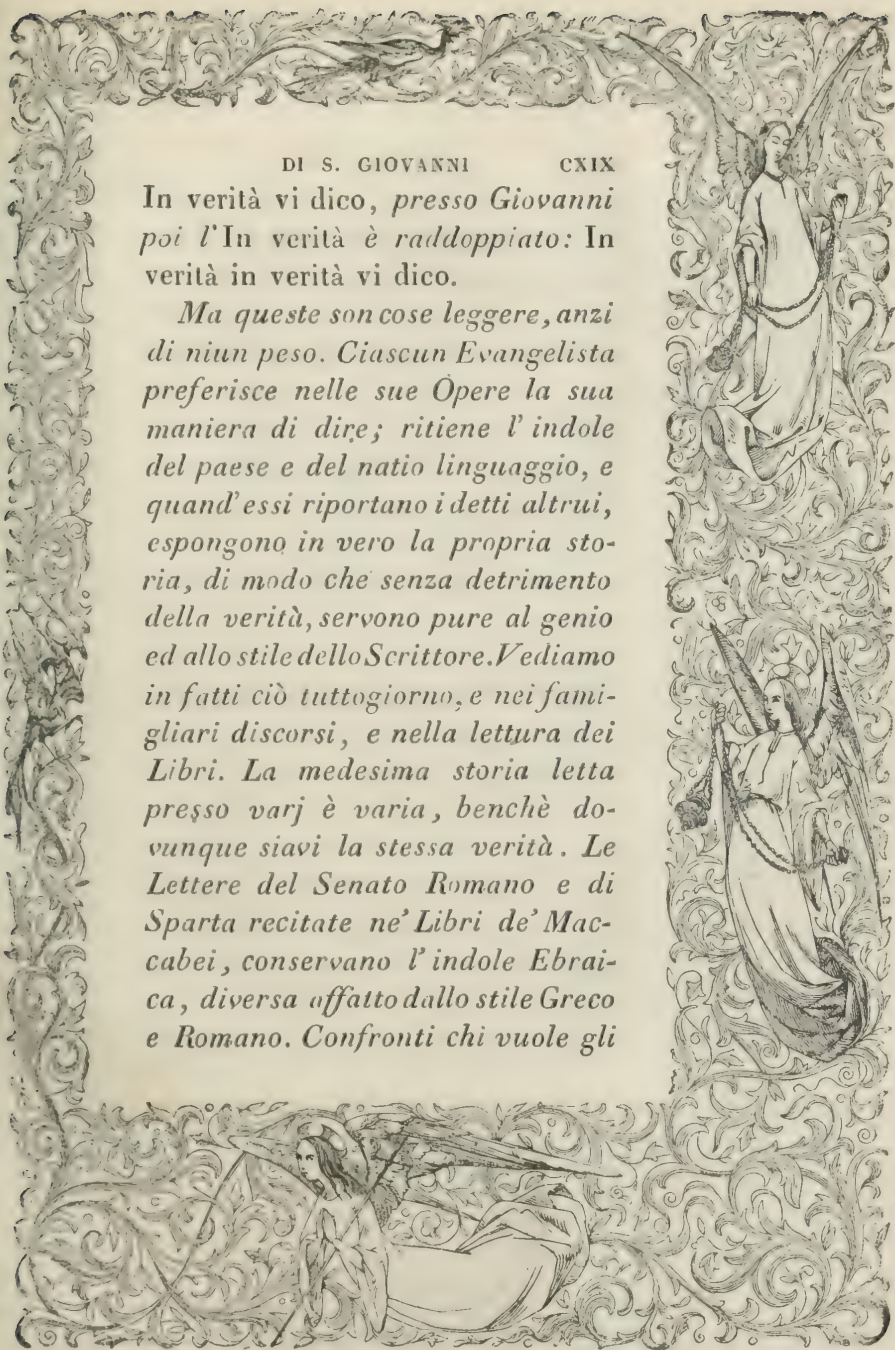 DI S. GIOVANNI CXIX
In verità vi dico, presso Giovanni
poi l'In verità è raddoppiato: In
verità in verità vi dico.
Ma queste son cose leggere, anzi
di niun peso. Ciascun Evangelista
preferisce nelle sue Opere la sua
maniera di dire; ritiene l'indole
del paese e del natio linguaggio, e
quand'essi riportano i detti altrui,
espongono in vero la propria sto-
ria, di modo che senza detrimento
della verità, servono pure al genio
ed allo stile dello Scrittore. Vediamo
in fatti ciò tuttogiorno, e nei fami-
gliari discorsi, e nella lettura dei
Libri. La medesima storia letta
presso varj è varia, benchè do-
vunque siavi la stessa verità. Le
Lettere del Senato Romano e di
Sparta recitate ne' Libri de' Mac-
cabei, conservano l'indole Ebrai-
ca, diversa affatto dallo stile Greco
e Romano. Confronti chi vuole gli